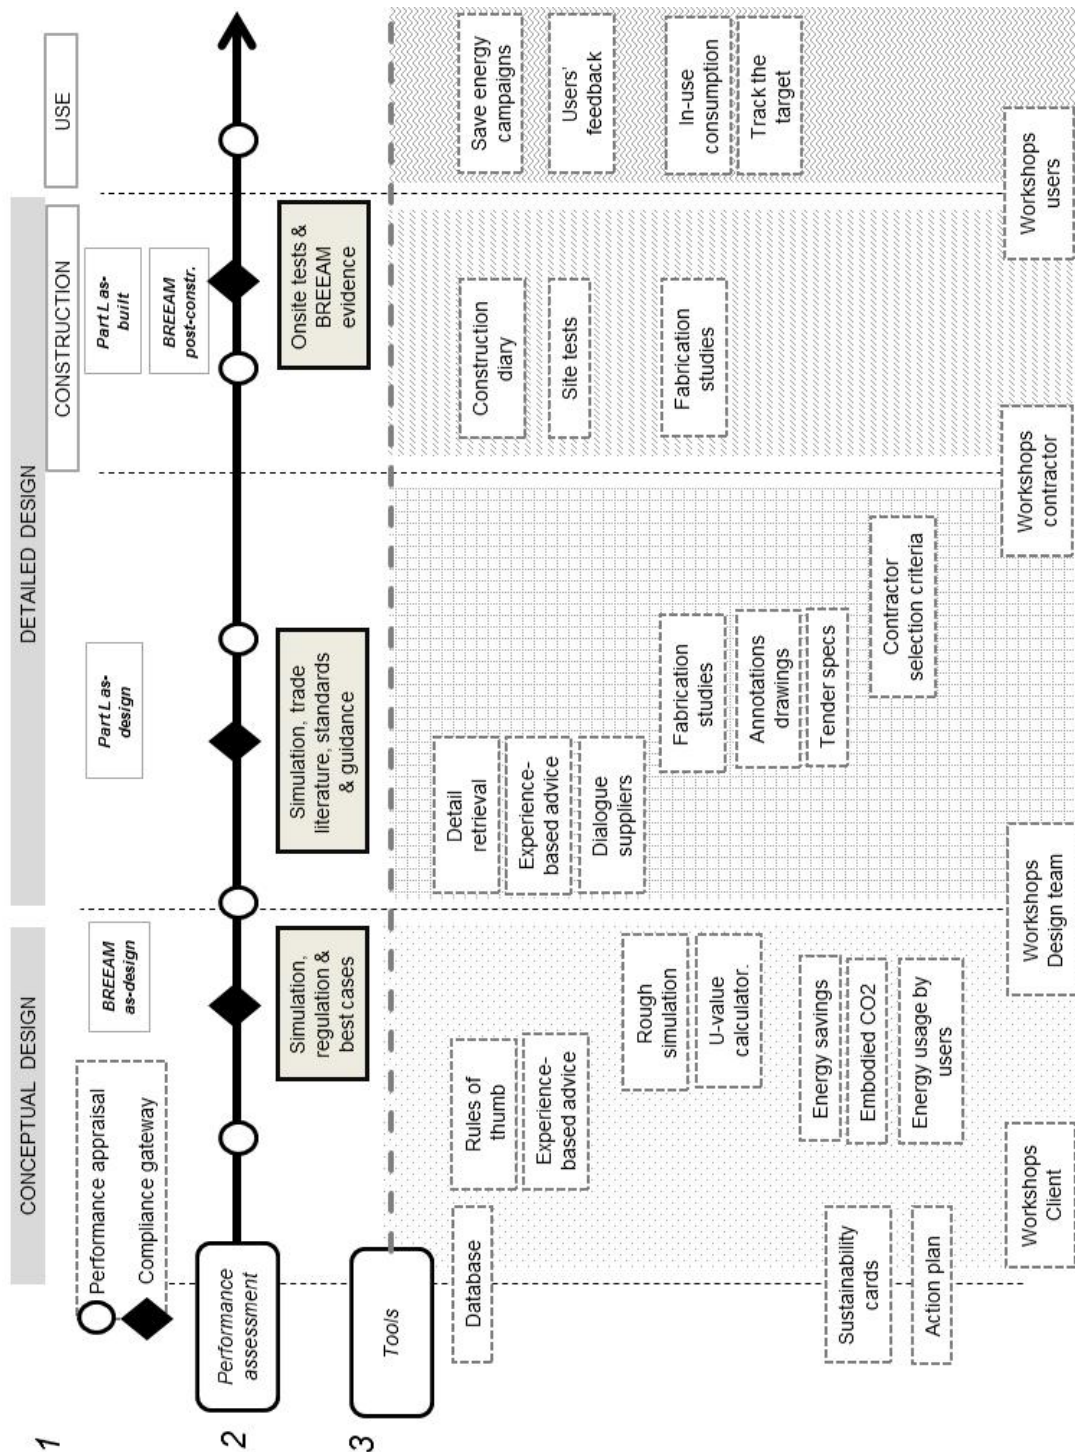 1
CONCEPTUAL DESIGN
DETAILED DESIGN
CONSTRUCTION
USE
Performance appraisal
Compliance gateway
BREEAM
as-design
Part L as-
design
Part L as-
built
BREEAM
post-constr.
2
Performance
assessment
Simulation,
regulation &
best cases
Simulation, trade
literature, standards
& guidance
Onsite tests &
BREEAM
evidence
3
Tools
Database
Rules of
thumb
Experience-
based advice
Rough
simulation
U-value
calculator.
Sustainability
cards
Action plan
Energy savings
Embodied CO2
Energy usage by
users
Workshops
Client
Detail
retrieval
Experience-
based advice
Dialogue
suppliers
Fabrication
studies
Annotations
drawings
Tender specs
Contractor
selection criteria
Workshops
Design team
Construction
diary
Site tests
Fabrication
studies
Workshops
contractor
Save energy
campaigns
Users'
feedback
In-use
consumption
Track the
target
Workshops
users